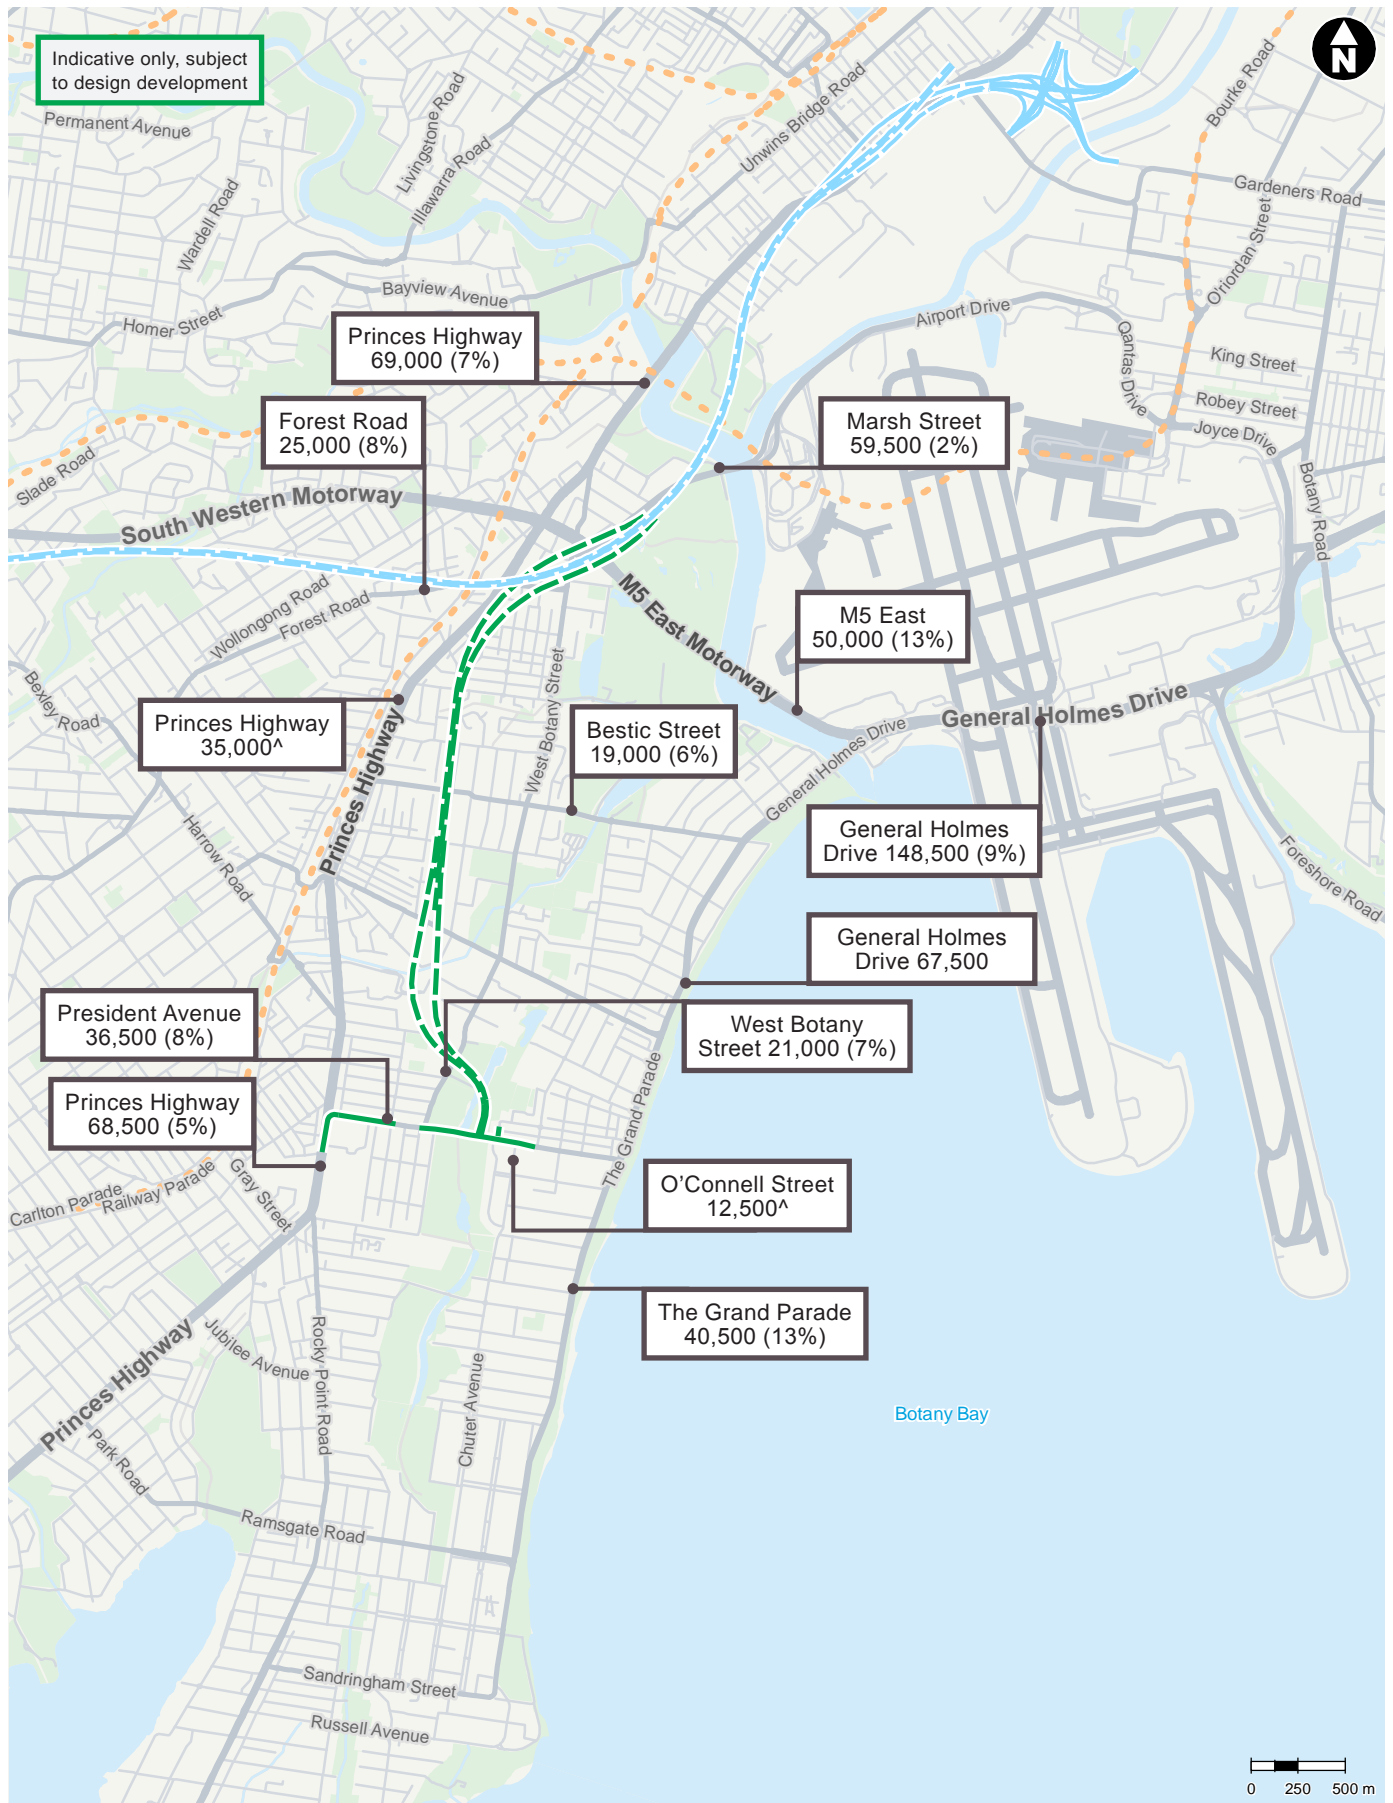 Indicative only, subject
to design development
N
Permanent Avenue
Livingstone Road
Illawarra Road
Wardell Road
Unwins Bridge Road
Bourke Road
Gardeners Road
O'riordan Street
Bayview Avenue
Homer Street
Airport Drive
Qantas Drive
King Street
Robey Street
Joyce Drive
Botany Road
Princes Highway
69,000 (7%)
Forest Road
25,000 (8%)
Marsh Street
59,500 (2%)
Slade Road
South Western Motorway
Wollongong Road
Forest Road
M5 East Motorway
M5 East
50,000 (13%)
Bexley Road
West Botany Street
Princes Highway
35,000^
Princes Highway
Bestic Street
19,000 (6%)
General Holmes Drive
General Holmes Drive
General Holmes
Drive 148,500 (9%)
Harrow Road
Foreshore Road
General Holmes
Drive 67,500
President Avenue
36,500 (8%)
West Botany
Street 21,000 (7%)
Princes Highway
68,500 (5%)
The Grand Parade
Carlton Parade
Railway Parade
Gray Street
O'Connell Street
12,500^
The Grand Parade
40,500 (13%)
Princes Highway
Jubilee Avenue
Rocky Point Road
Chuter Avenue
Botany Bay
Park Road
Ramsgate Road
Sandringham Street
Russell Avenue
0 250 500 m